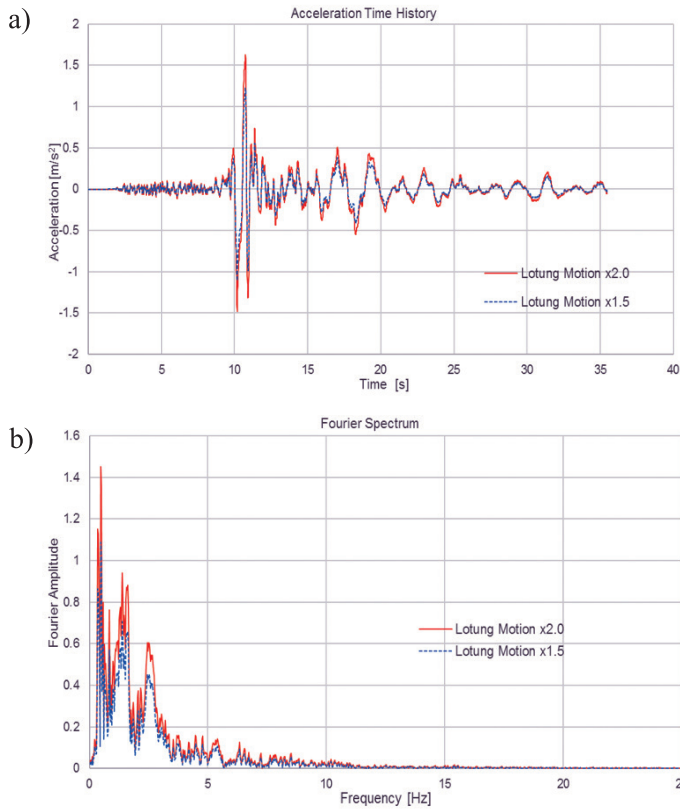 a)
Acceleration Time History
Acceleration [m/s²]
2
1.5
1
0.5
0
-0.5
-1
-1.5
-2
Lotung Motion x2.0
Lotung Motion x1.5
0 5 10 15 20 25 30 35 40
Time [s]
b)
Fourier Spectrum
Fourier Amplitude
1.6
1.4
1.2
1
0.8
0.6
0.4
0.2
0
Lotung Motion x2.0
Lotung Motion x1.5
0 5 10 15 20 2
Frequency [Hz]